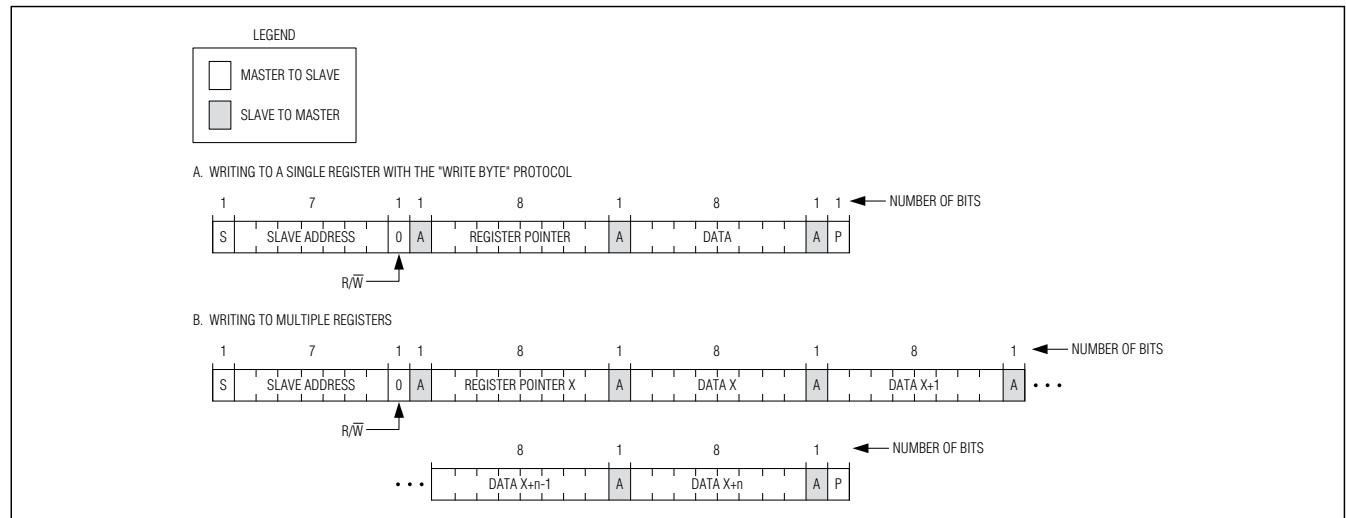 LEGEND
MASTER TO SLAVE
SLAVE TO MASTER
A. WRITING TO A SINGLE REGISTER WITH THE "WRITE BYTE" PROTOCOL
1 7 1 1 8 1 8 1 1 NUMBER OF BITS
S SLAVE ADDRESS 0 A REGISTER POINTER A DATA A P
R/W̅
B. WRITING TO MULTIPLE REGISTERS
1 7 1 1 8 1 8 1 8 1 NUMBER OF BITS
S SLAVE ADDRESS 0 A REGISTER POINTER X A DATA X A DATA X+1 A • • •
R/W̅
8 1 8 1 NUMBER OF BITS
• • • DATA X+n-1 A DATA X+n A P